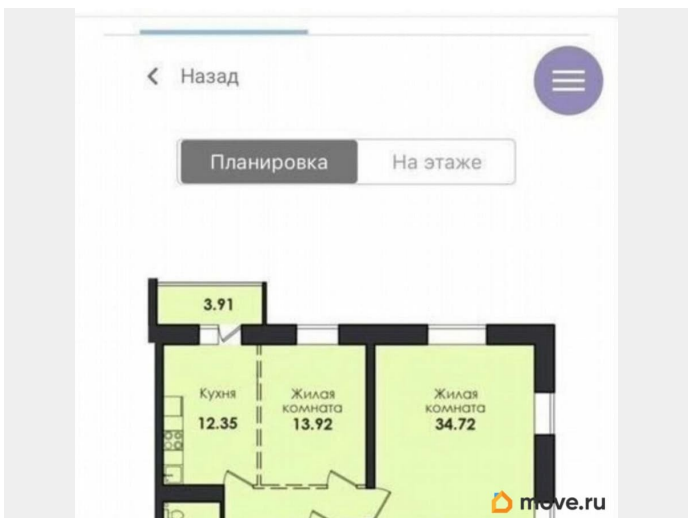 Назад
Планировка
На этаже
3.91
Кухня
12.35
Жилая
комната
13.92
Жилая
комната
34.72
move.ru